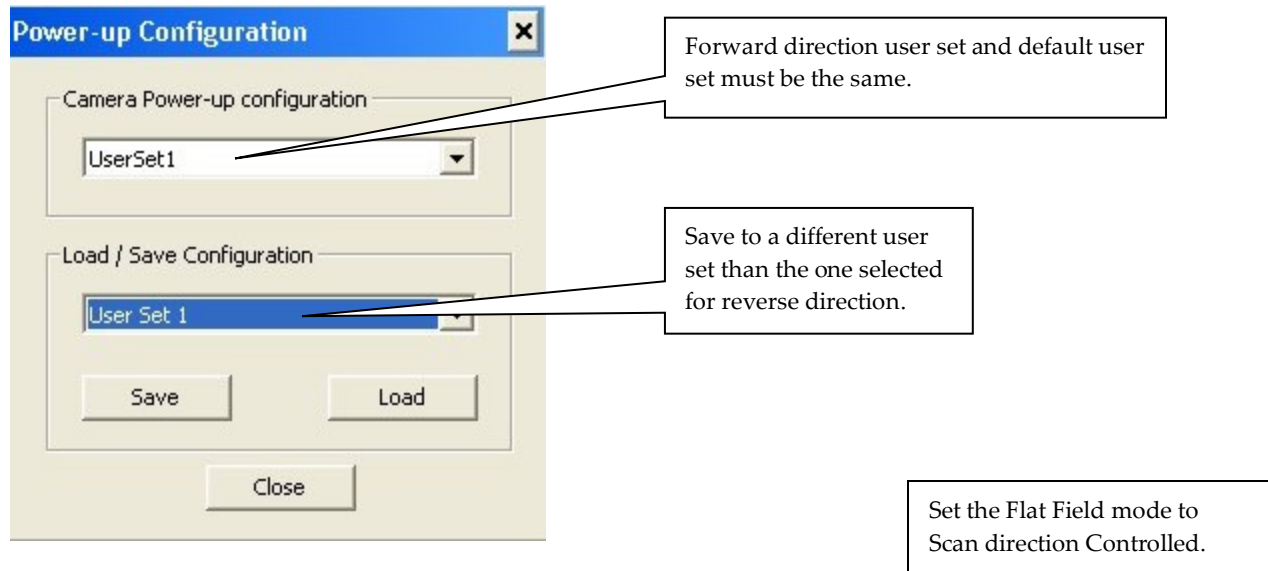 Power-up Configuration
Forward direction user set and default user
set must be the same.
Camera Power-up configuration
UserSet1
Save to a different user
set than the one selected
for reverse direction.
Load / Save Configuration
User Set 1
Save Load
Close
Set the Flat Field mode to
Scan direction Controlled.